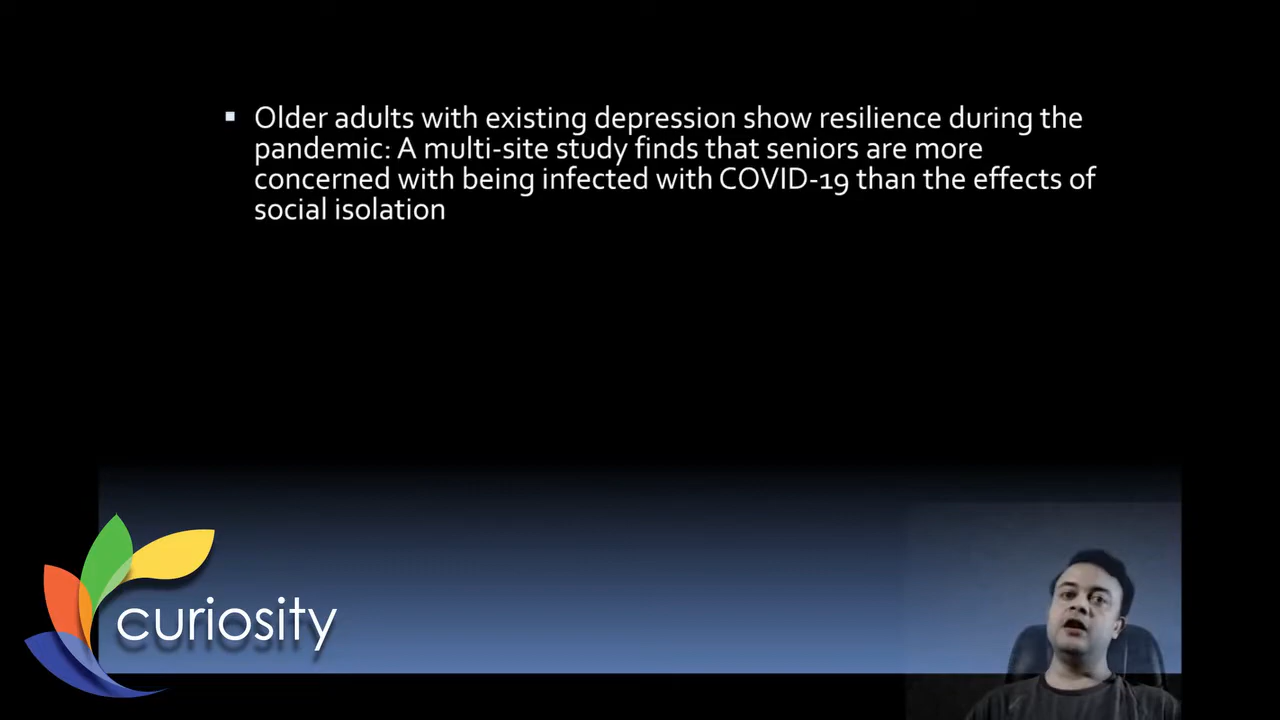 Older adults with existing depression show resilience during the
pandemic: A multi-site study finds that seniors are more
concerned with being infected with COVID-19 than the effects of
social isolation
curiosity